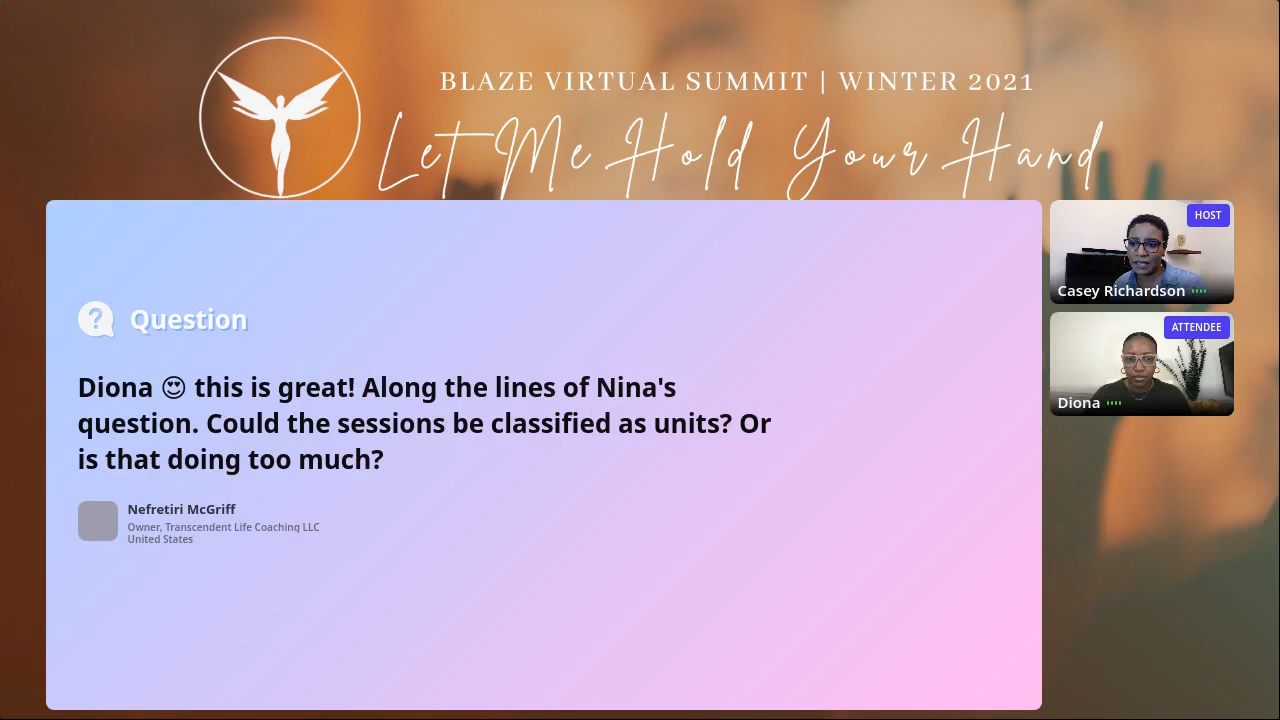 BLAZE VIRTUAL SUMMIT | WINTER 2021
Let Me Hold Your Hand
Question
Diona 😍 this is great! Along the lines of Nina's
question. Could the sessions be classified as units? Or
is that doing too much?
Nefretiri McGriff
Owner, Transcendent Life Coaching LLC
United States
HOST
Casey Richardson
ATTENDEE
Diona